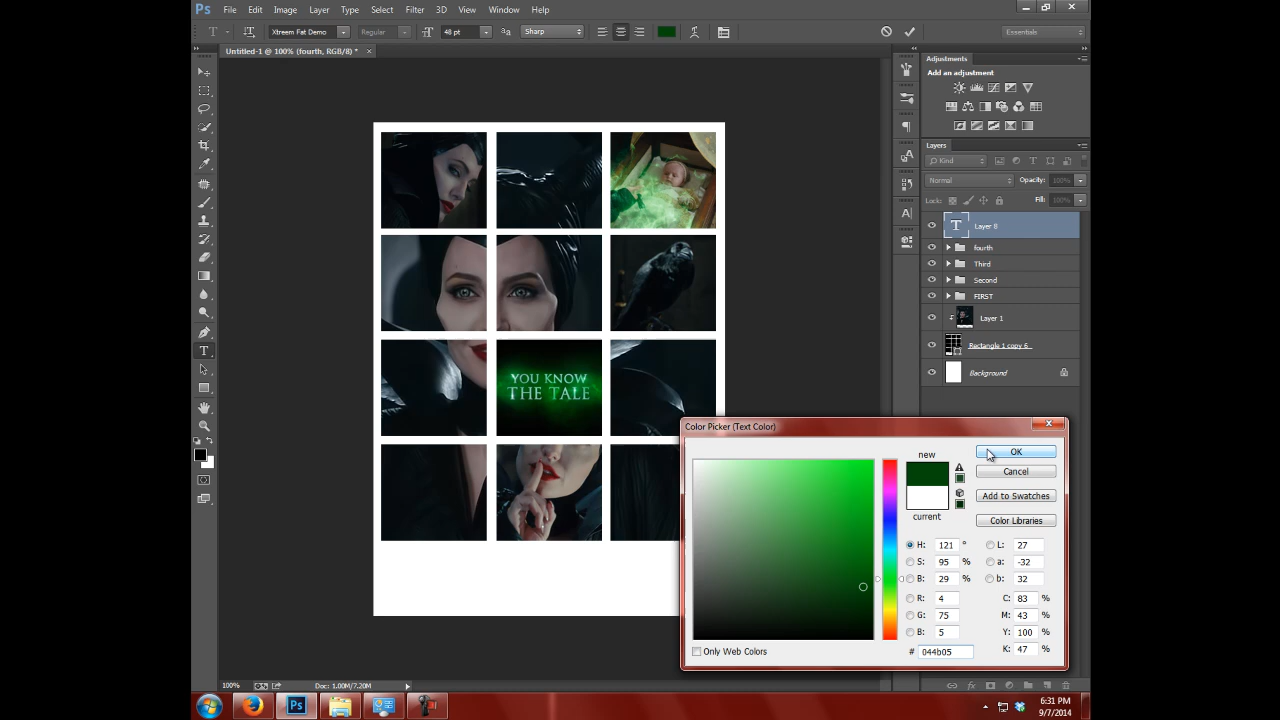 Ps File Edit Image Layer Type Select Filter 3D View Window Help
T Xtreem Fat Demo Regular 48 pt Sharp Essentials
Untitled-1 @ 100% (fourth, RGB/8) *
Adjustments
Add an adjustment
Layers
Kind
Normal Opacity: 100%
Lock: Fill: 100%
T Layer 8
fourth
Third
Second
FIRST
Layer 1
Rectangle 1 copy 6
Background
YOU KNOW
THE TALE
Color Picker (Text Color)
new
current
OK
Cancel
Add to Swatches
Color Libraries
H: 121 ° L: 27
S: 95 % a: -32
B: 29 % b: 32
R: 4 C: 83 %
G: 75 M: 43 %
B: 5 Y: 100 %
# 044b05 K: 47 %
Only Web Colors
100% Doc: 1.00M/7.20M
Ps
6:31 PM
9/7/2014